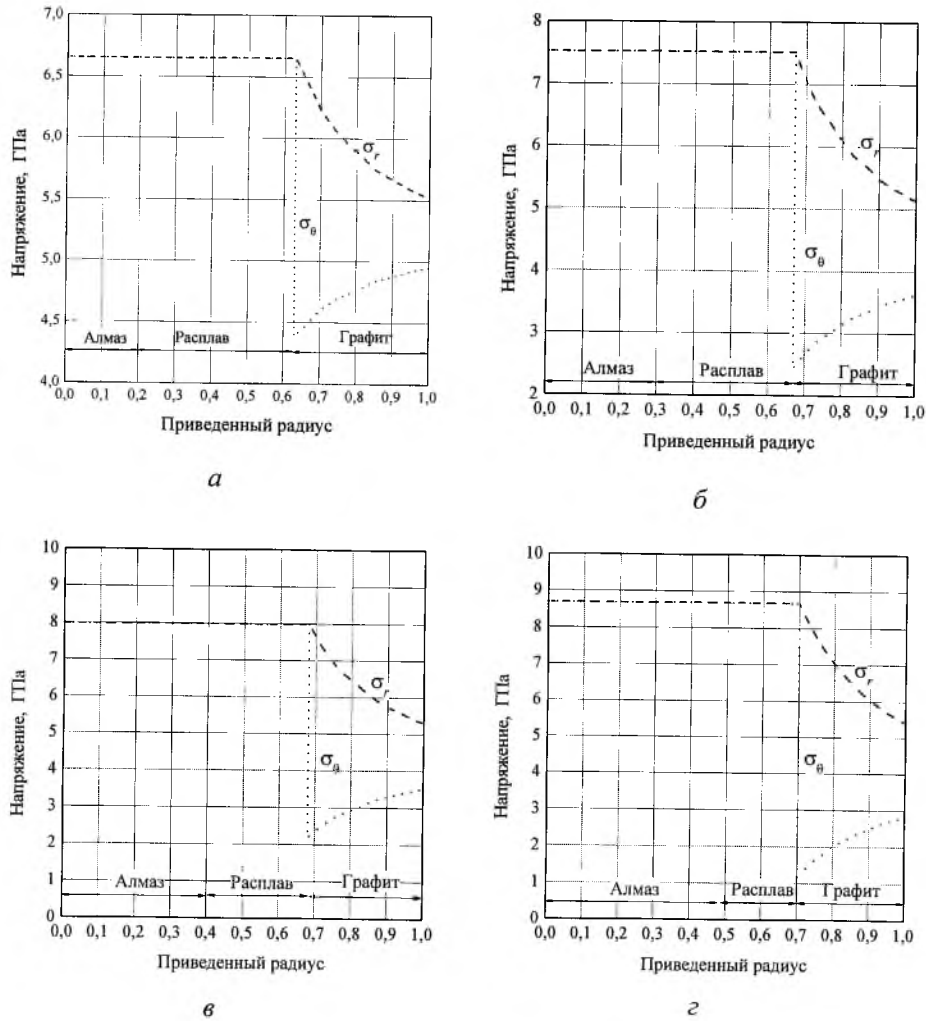 7,0
6,5
6,0
5,5
5,0
4,5
4,0
Напряжение, ГПа
σr
σθ
Алмаз Расплав Графит
0,0 0,1 0,2 0,3 0,4 0,5 0,6 0,7 0,8 0,9 1,0
Приведенный радиус
а
8
7
6
5
4
3
2
Напряжение, ГПа
σr
σθ
Алмаз Расплав Графит
0,0 0,1 0,2 0,3 0,4 0,5 0,6 0,7 0,8 0,9 1,0
Приведенный радиус
б
10
9
8
7
6
5
4
3
2
1
0
Напряжение, ГПа
σr
σθ
Алмаз Расплав Графит
0,0 0,1 0,2 0,3 0,4 0,5 0,6 0,7 0,8 0,9 1,0
Приведенный радиус
в
10
9
8
7
6
5
4
3
2
1
0
Напряжение, ГПа
σr
σθ
Алмаз Расплав Графит
0,0 0,1 0,2 0,3 0,4 0,5 0,6 0,7 0,8 0,9 1,0
Приведенный радиус
г